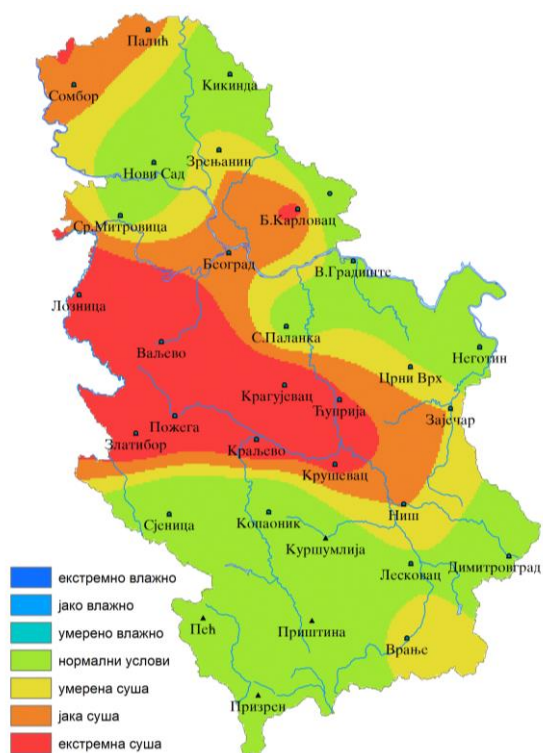 Палић
Кикинда
Сомбор
Зрењанин
Нови Сад
Б.Карловац
Ср.Митровица
Београд
В.Градиште
Лозница
С.Паланка
Ваљево
Неготин
Црни Врх
Крагујевац
Ћуприја
Зајечар
Пожега
Златибор
Краљево
Крушевац
Ниш
Сјеница
Копаоник
Куршумлија
Димитровград
Лесковац
Пећ
Приштина
Врање
Призрен
екстремно влажно
јако влажно
умерено влажно
нормални услови
умерена суша
јака суша
екстремна суша